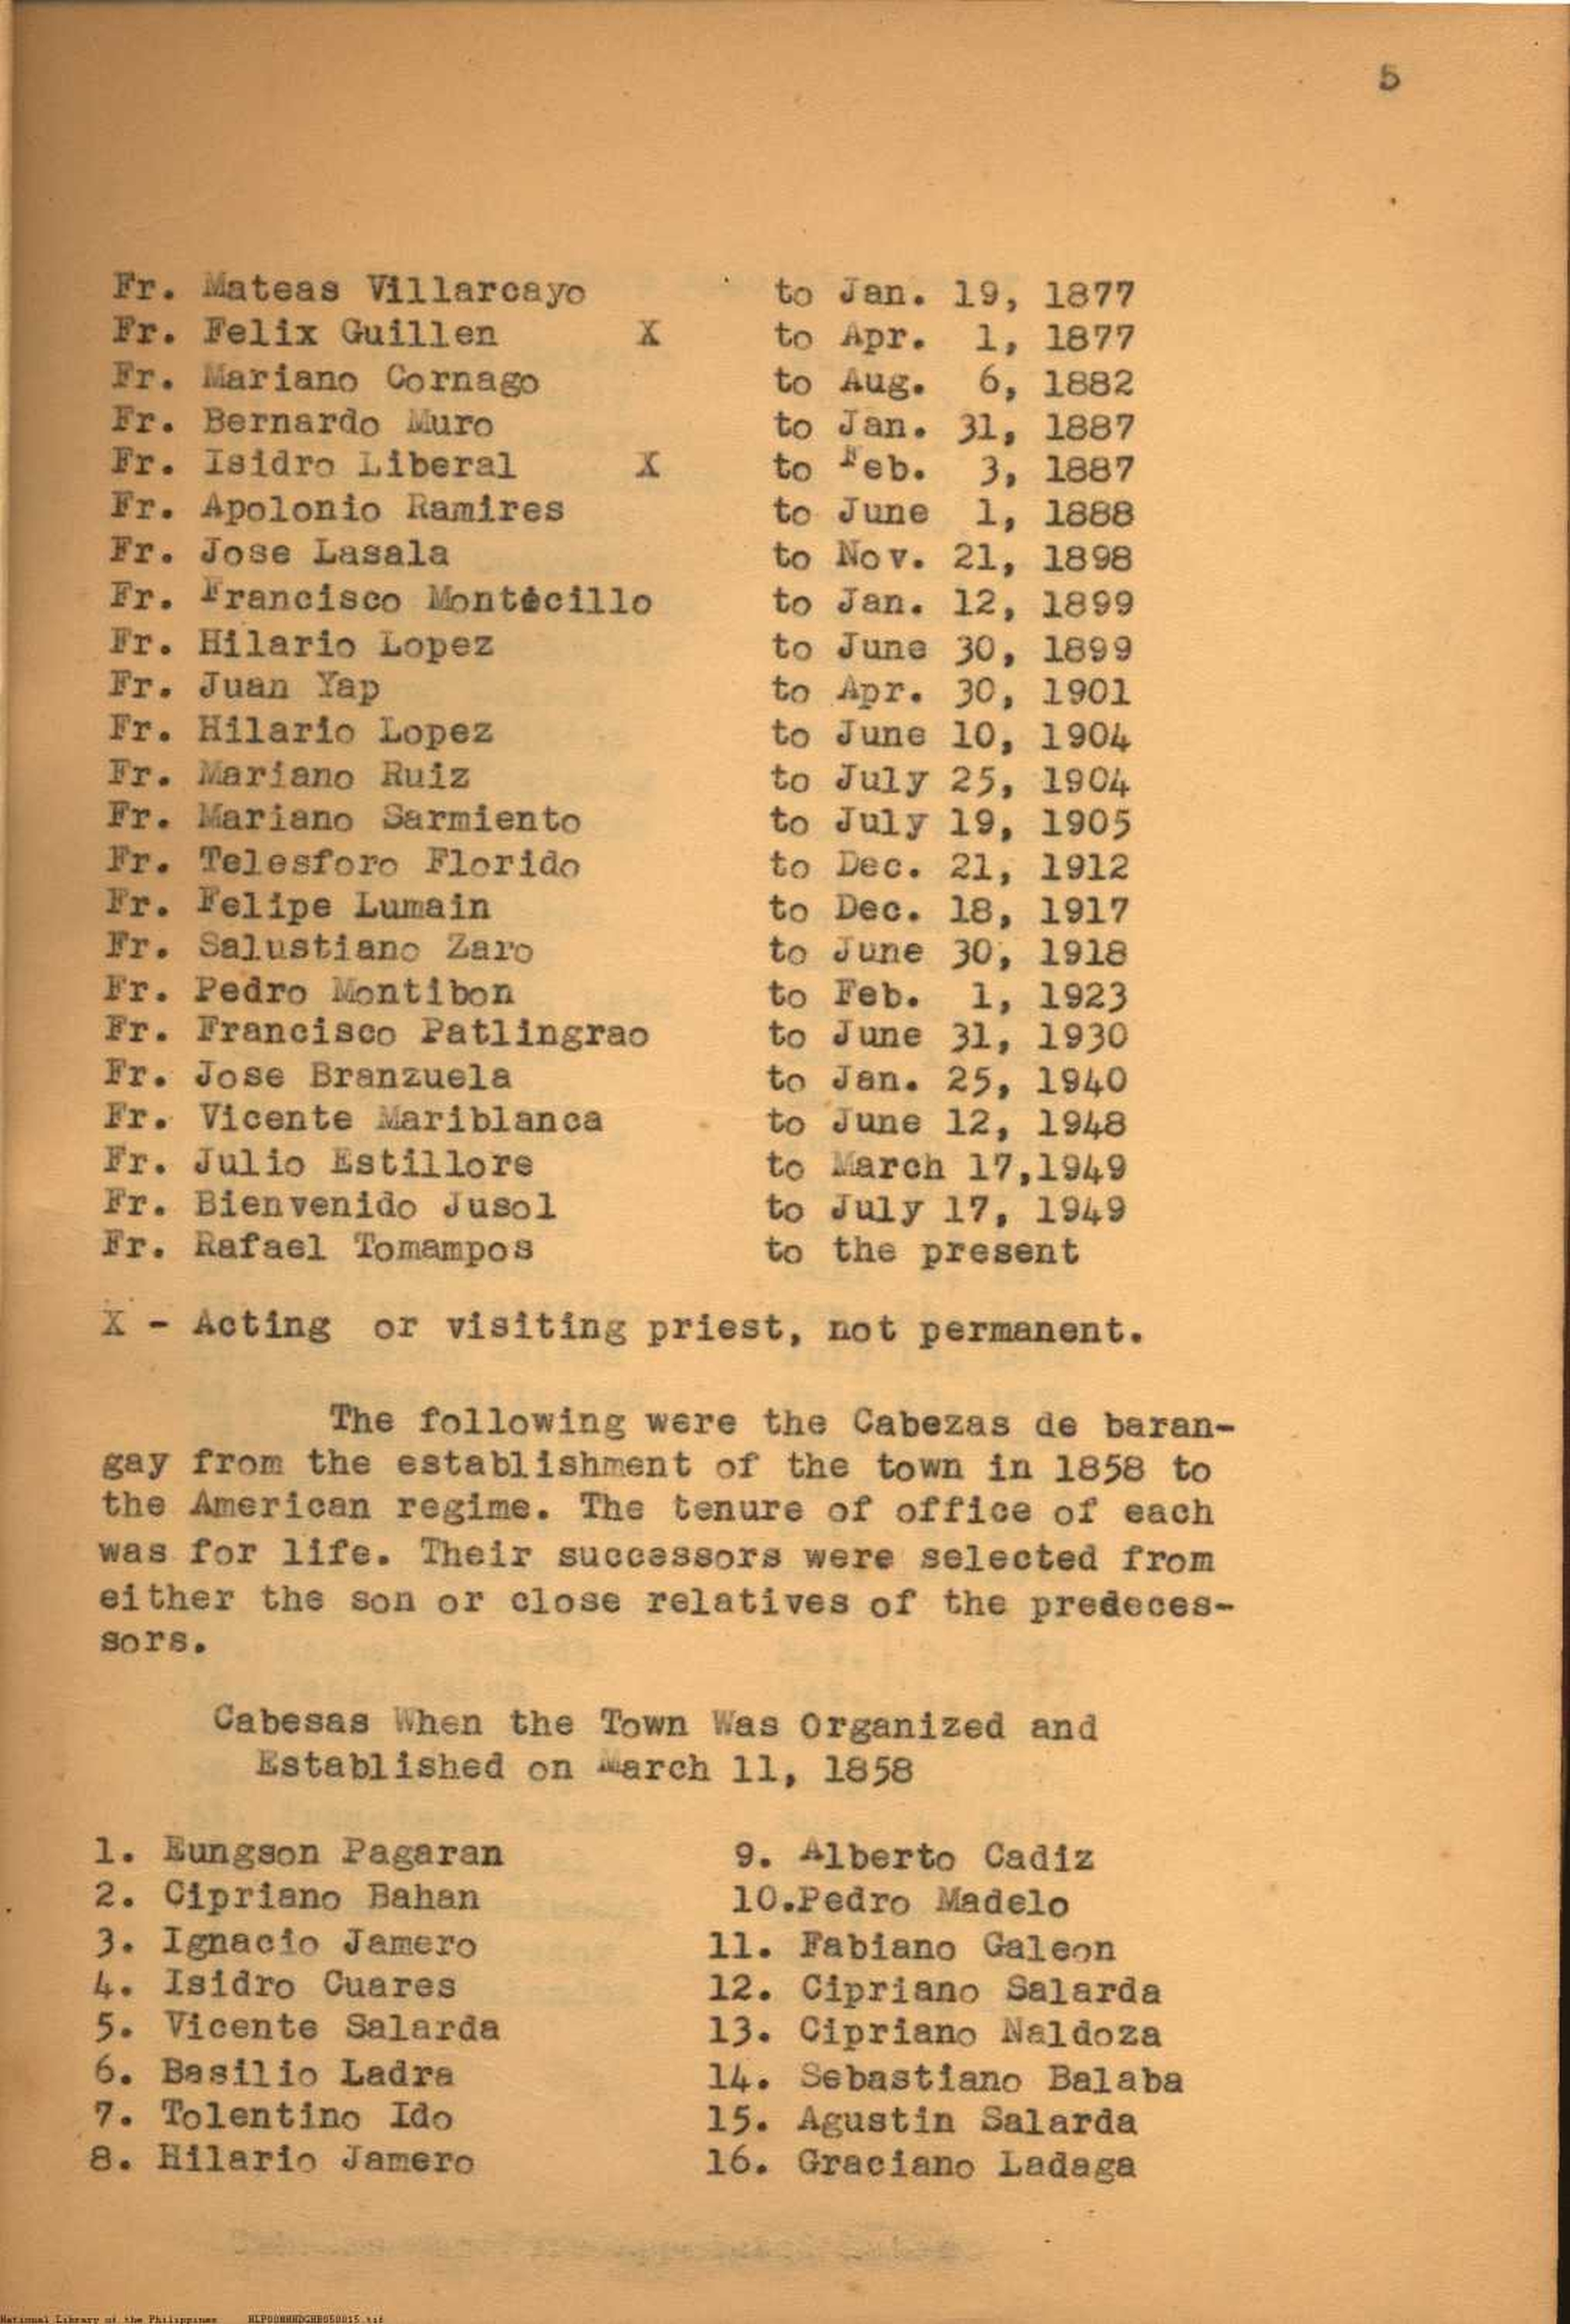 5
Fr. Mateas Villarcayo to Jan. 19, 1877
Fr. Felix Guillen X to Apr. 1, 1877
Fr. Mariano Cornago to Aug. 6, 1882
Fr. Bernardo Muro to Jan. 31, 1887
Fr. Isidro Liberal X to Feb. 3, 1887
Fr. Apolonio Ramires to June 1, 1888
Fr. Jose Lasala to Nov. 21, 1898
Fr. Francisco Montecillo to Jan. 12, 1899
Fr. Hilario Lopez to June 30, 1899
Fr. Juan Yap to Apr. 30, 1901
Fr. Hilario Lopez to June 10, 1904
Fr. Mariano Ruiz to July 25, 1904
Fr. Mariano Sarmiento to July 19, 1905
Fr. Telesforo Florido to Dec. 21, 1912
Fr. Felipe Lumain to Dec. 18, 1917
Fr. Salustiano Zaro to June 30, 1918
Fr. Pedro Montibon to Feb. 1, 1923
Fr. Francisco Patlingrao to June 31, 1930
Fr. Jose Branzuela to Jan. 25, 1940
Fr. Vicente Mariblanca to June 12, 1948
Fr. Julio Estillore to March 17,1949
Fr. Bienvenido Jusol to July 17, 1949
Fr. Rafael Tomampos to the present
X - Acting or visiting priest, not permanent.
The following were the Cabezas de baran-
gay from the establishment of the town in 1858 to
the American regime. The tenure of office of each
was for life. Their successors were selected from
either the son or close relatives of the predeces-
sors.
Cabesas When the Town Was Organized and
Established on March 11, 1858
1. Eungson Pagaran
2. Cipriano Bahan
3. Ignacio Jamero
4. Isidro Cuares
5. Vicente Salarda
6. Basilio Ladra
7. Tolentino Ido
8. Hilario Jamero
9. Alberto Cadiz
10.Pedro Madelo
11. Fabiano Galeon
12. Cipriano Salarda
13. Cipriano Naldoza
14. Sebastiano Balaba
15. Agustin Salarda
16. Graciano Ladaga
National Library of the Philippines